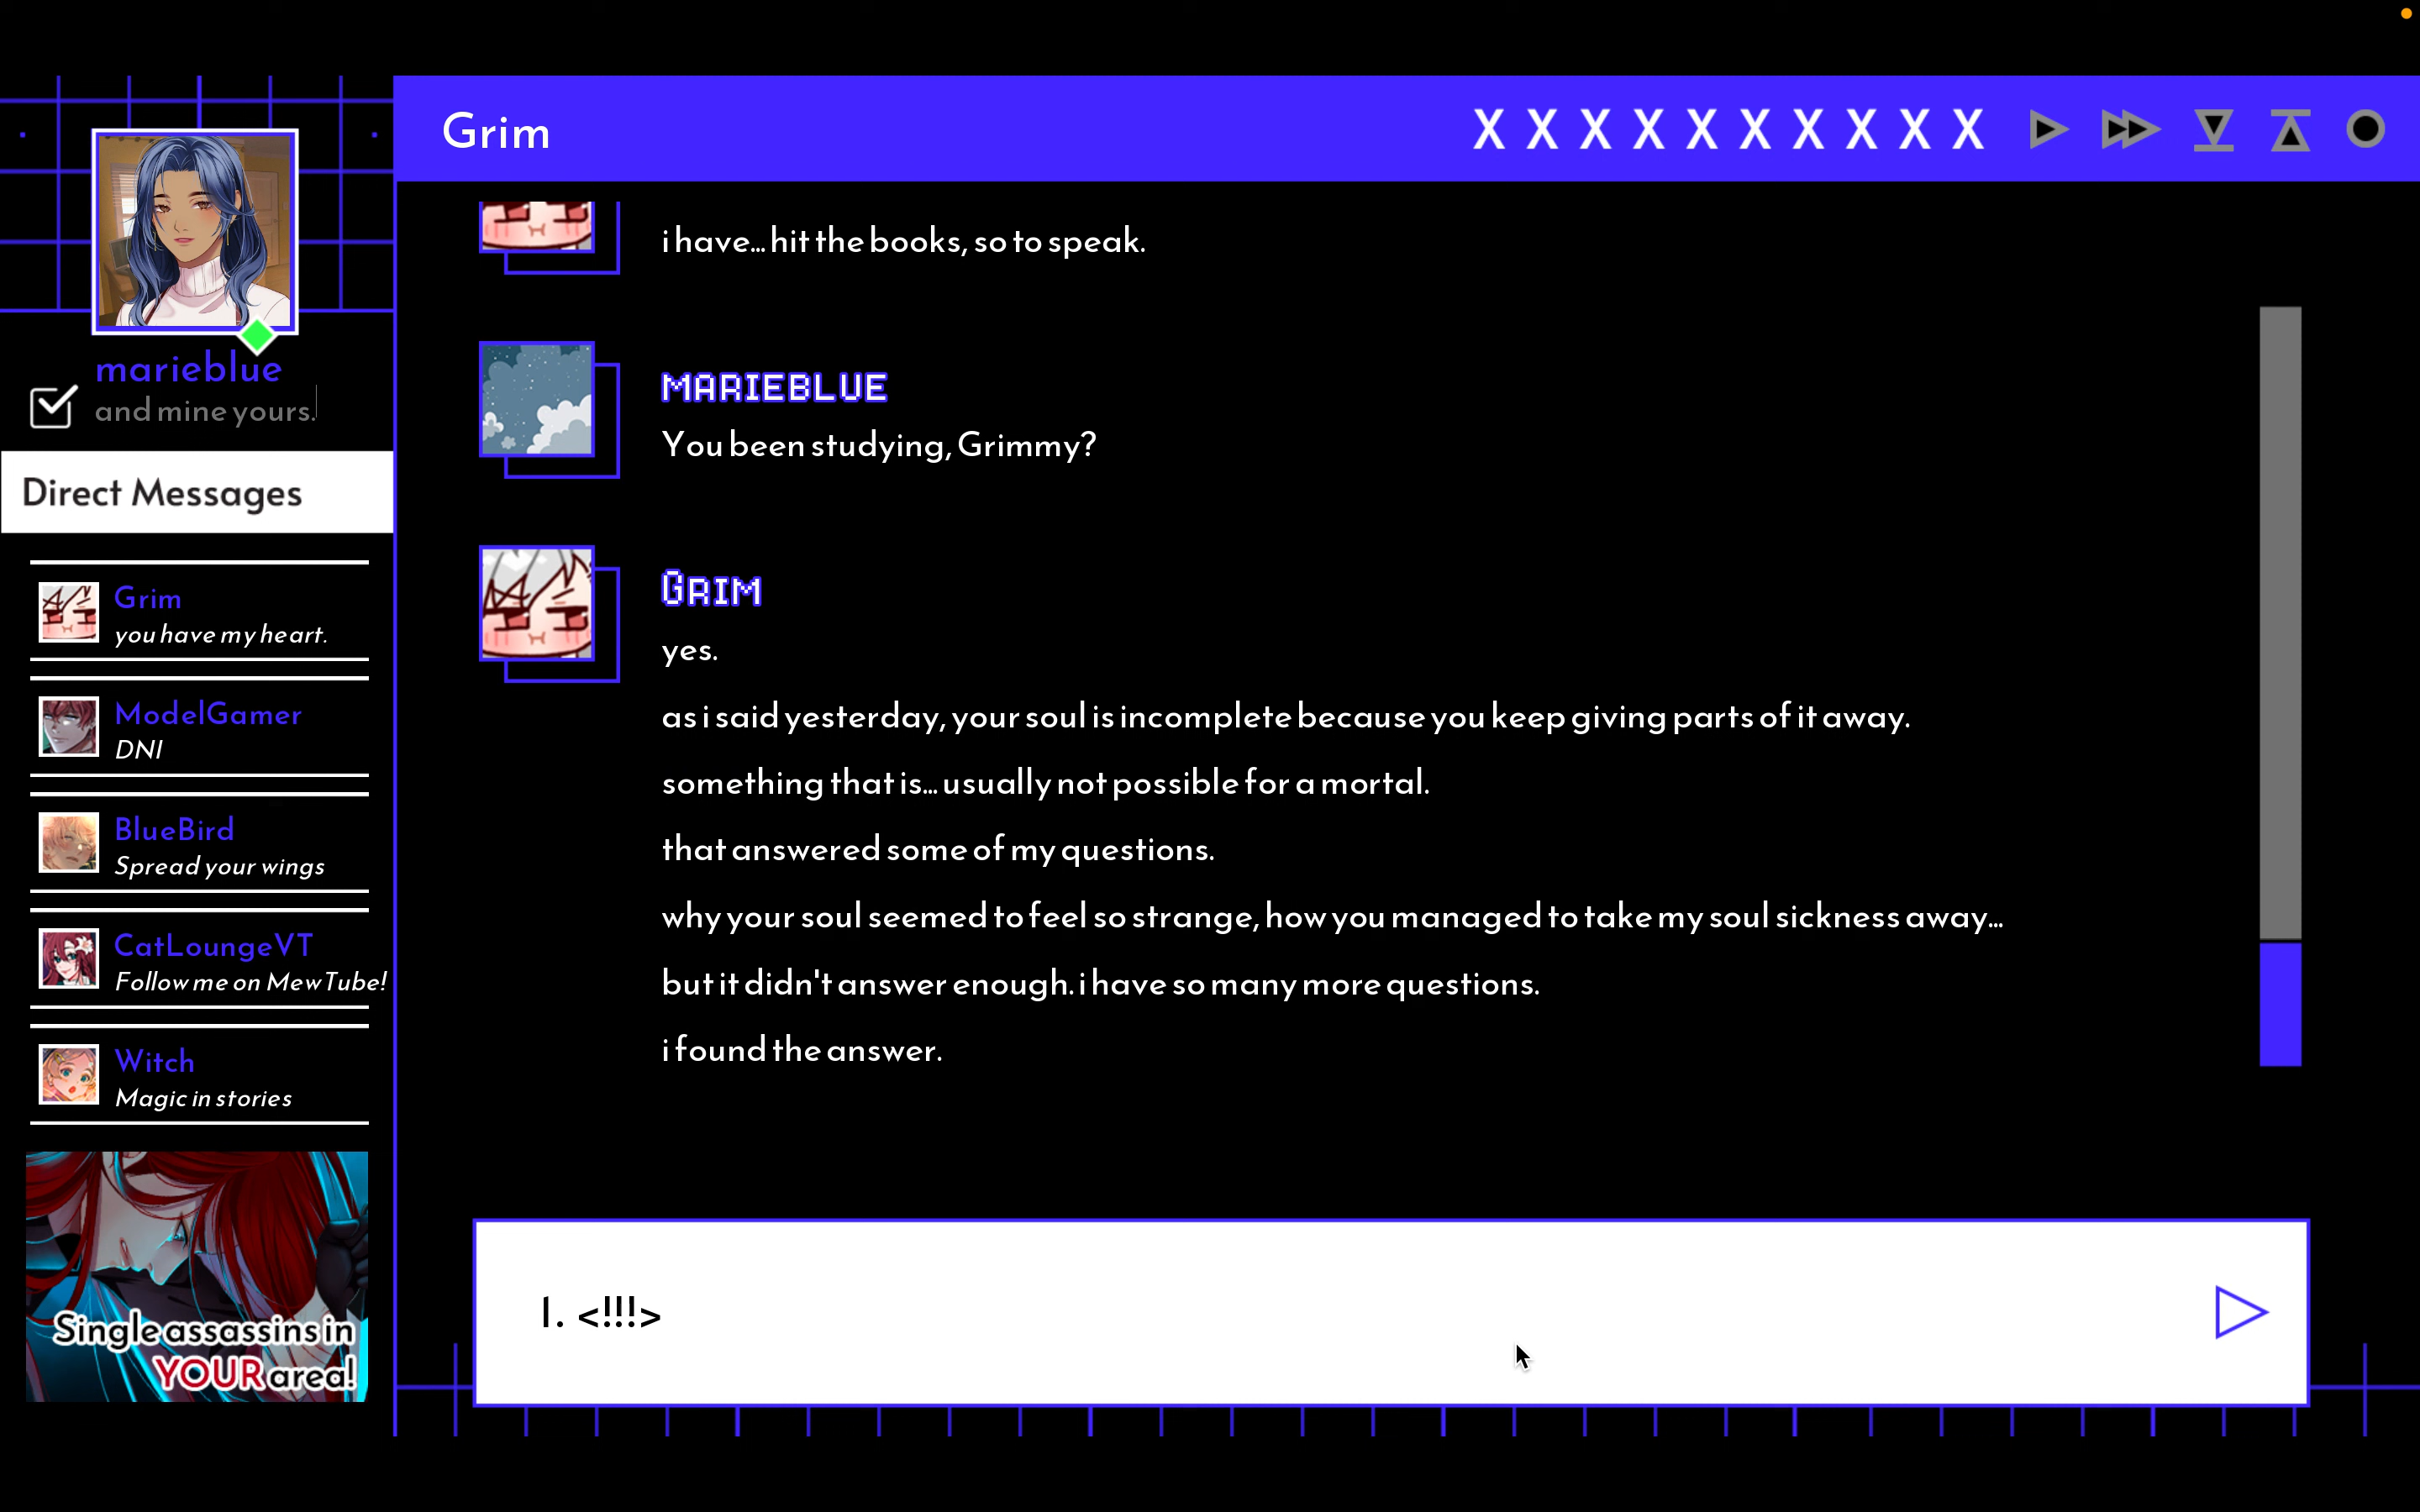 Grim
X X X X X X X X X X
marieblue
and mine yours.
Direct Messages
Grim
you have my heart.
ModelGamer
DNI
BlueBird
Spread your wings
CatLoungeVT
Follow me on MewTube!
Witch
Magic in stories
Single assassins in
YOUR area!
i have... hit the books, so to speak.
MARIEBLUE
You been studying, Grimmy?
GRIM
yes.
as i said yesterday, your soul is incomplete because you keep giving parts of it away.
something that is... usually not possible for a mortal.
that answered some of my questions.
why your soul seemed to feel so strange, how you managed to take my soul sickness away...
but it didn't answer enough. i have so many more questions.
i found the answer.
1. <!!!>